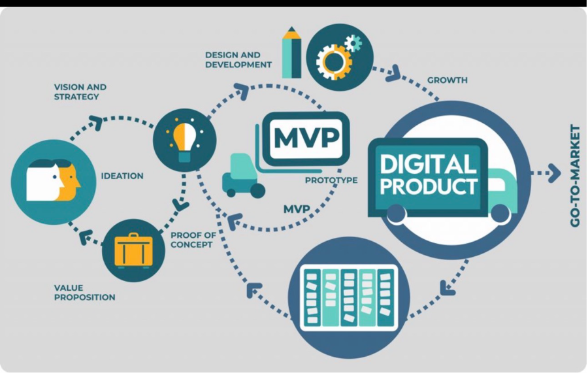 DESIGN AND
DEVELOPMENT
GROWTH
VISION AND
STRATEGY
MVP
IDEATION
PROTOTYPE
DIGITAL
PRODUCT
GO-TO-MARKET
MVP
PROOF OF
CONCEPT
VALUE
PROPOSITION